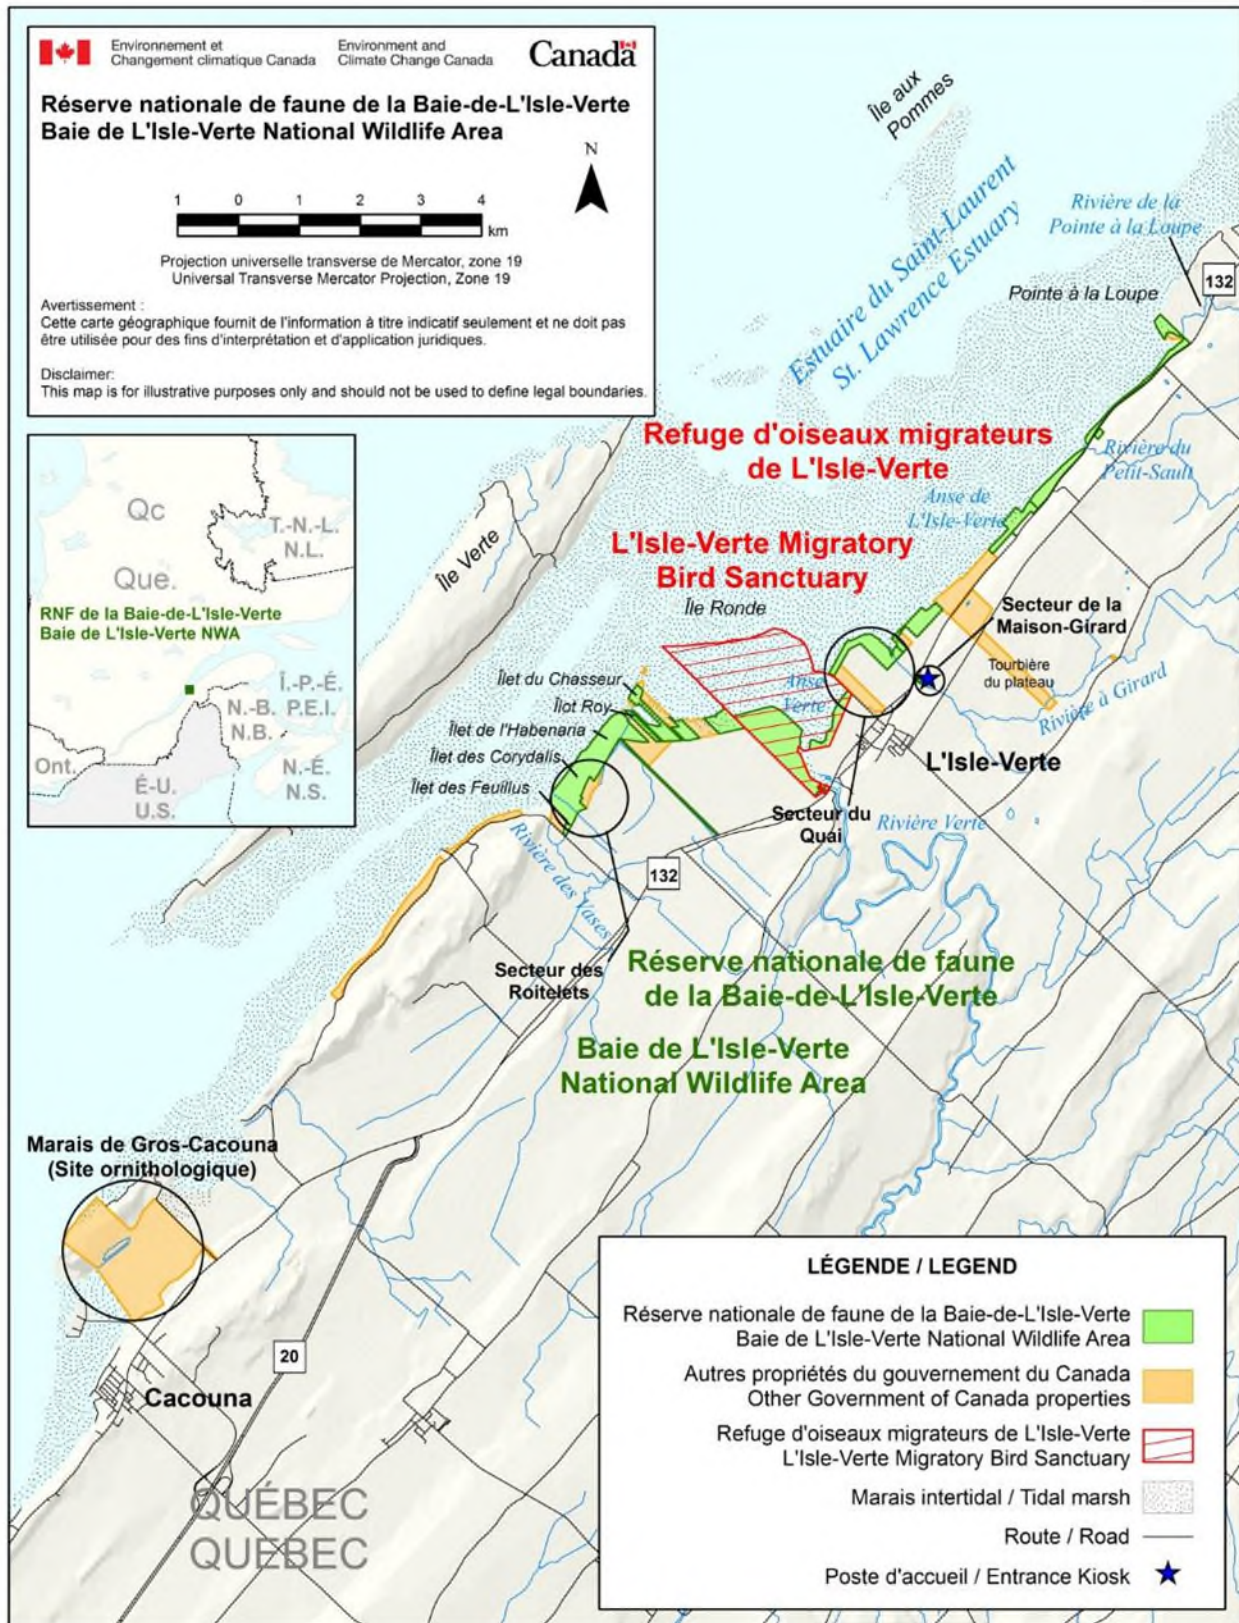 Environnement et
Changement climatique Canada
Environment and
Climate Change Canada
Canada
Réserve nationale de faune de la Baie-de-L'Isle-Verte
Baie de L'Isle-Verte National Wildlife Area
N
1 0 1 2 3 4
km
Projection universelle transverse de Mercator, zone 19
Universal Transverse Mercator Projection, Zone 19
Avertissement :
Cette carte géographique fournit de l'information à titre indicatif seulement et ne doit pas
être utilisée pour des fins d'interprétation et d'application juridiques.
Disclaimer:
This map is for illustrative purposes only and should not be used to define legal boundaries.
Île aux
Pommes
Estuaire du Saint-Laurent
St. Lawrence Estuary
Rivière de la
Pointe à la Loupe
132
Pointe à la Loupe
Refuge d'oiseaux migrateurs
de L'Isle-Verte
Rivière du
Petit-Sault
Anse de
L'Isle-Verte
L'Isle-Verte Migratory
Bird Sanctuary
Île Verte
Île Ronde
Secteur de la
Maison-Girard
Tourbière
du plateau
Rivière à Girard
Anse
Verte
Îlet du Chasseur
Îlot Roy
Îlet de l'Habenaria
Îlet des Corydalis
Îlet des Feuillus
L'Isle-Verte
Secteur du
Quai
Rivière Verte
Rivière des Vases
132
Secteur des
Roitelets
Réserve nationale de faune
de la Baie-de-L'Isle-Verte
Baie de L'Isle-Verte
National Wildlife Area
Qc
Que.
T.-N.-L.
N.L.
RNF de la Baie-de-L'Isle-Verte
Baie de L'Isle-Verte NWA
Î.-P.-É.
P.E.I.
N.-B.
N.B.
Ont.
N.-É.
N.S.
É-U.
U.S.
Marais de Gros-Cacouna
(Site ornithologique)
20
Cacouna
QUÉBEC
QUEBEC
LÉGENDE / LEGEND
Réserve nationale de faune de la Baie-de-L'Isle-Verte
Baie de L'Isle-Verte National Wildlife Area
Autres propriétés du gouvernement du Canada
Other Government of Canada properties
Refuge d'oiseaux migrateurs de L'Isle-Verte
L'Isle-Verte Migratory Bird Sanctuary
Marais intertidal / Tidal marsh
Route / Road
Poste d'accueil / Entrance Kiosk